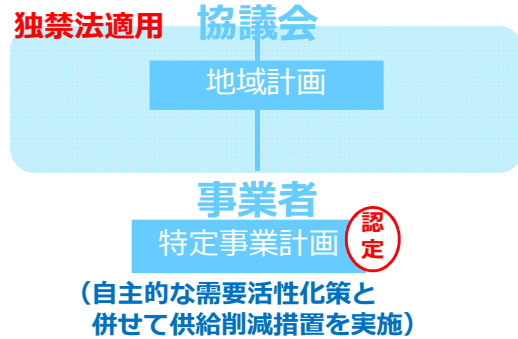 独禁法適用
協議会
地域計画
事業者
特定事業計画
認定
(自主的な需要活性化策と
併せて供給削減措置を実施)